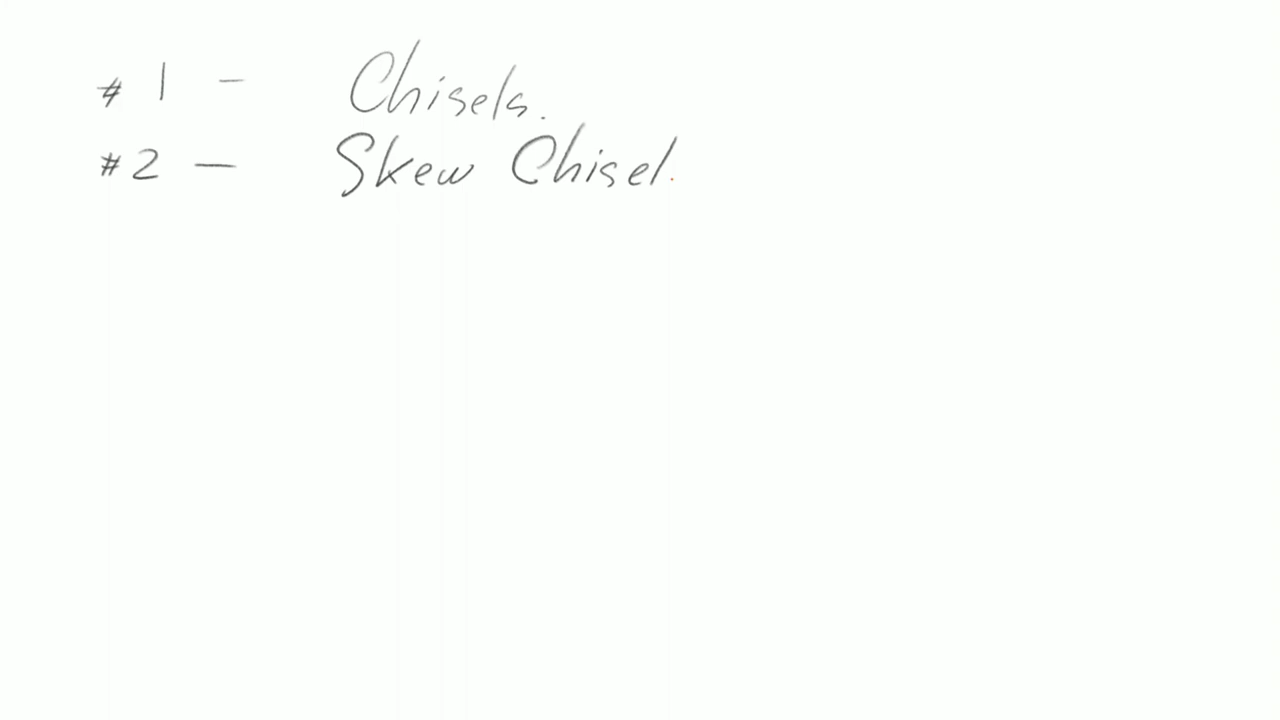 # 1 - Chisels.
# 2 — Skew Chisel.